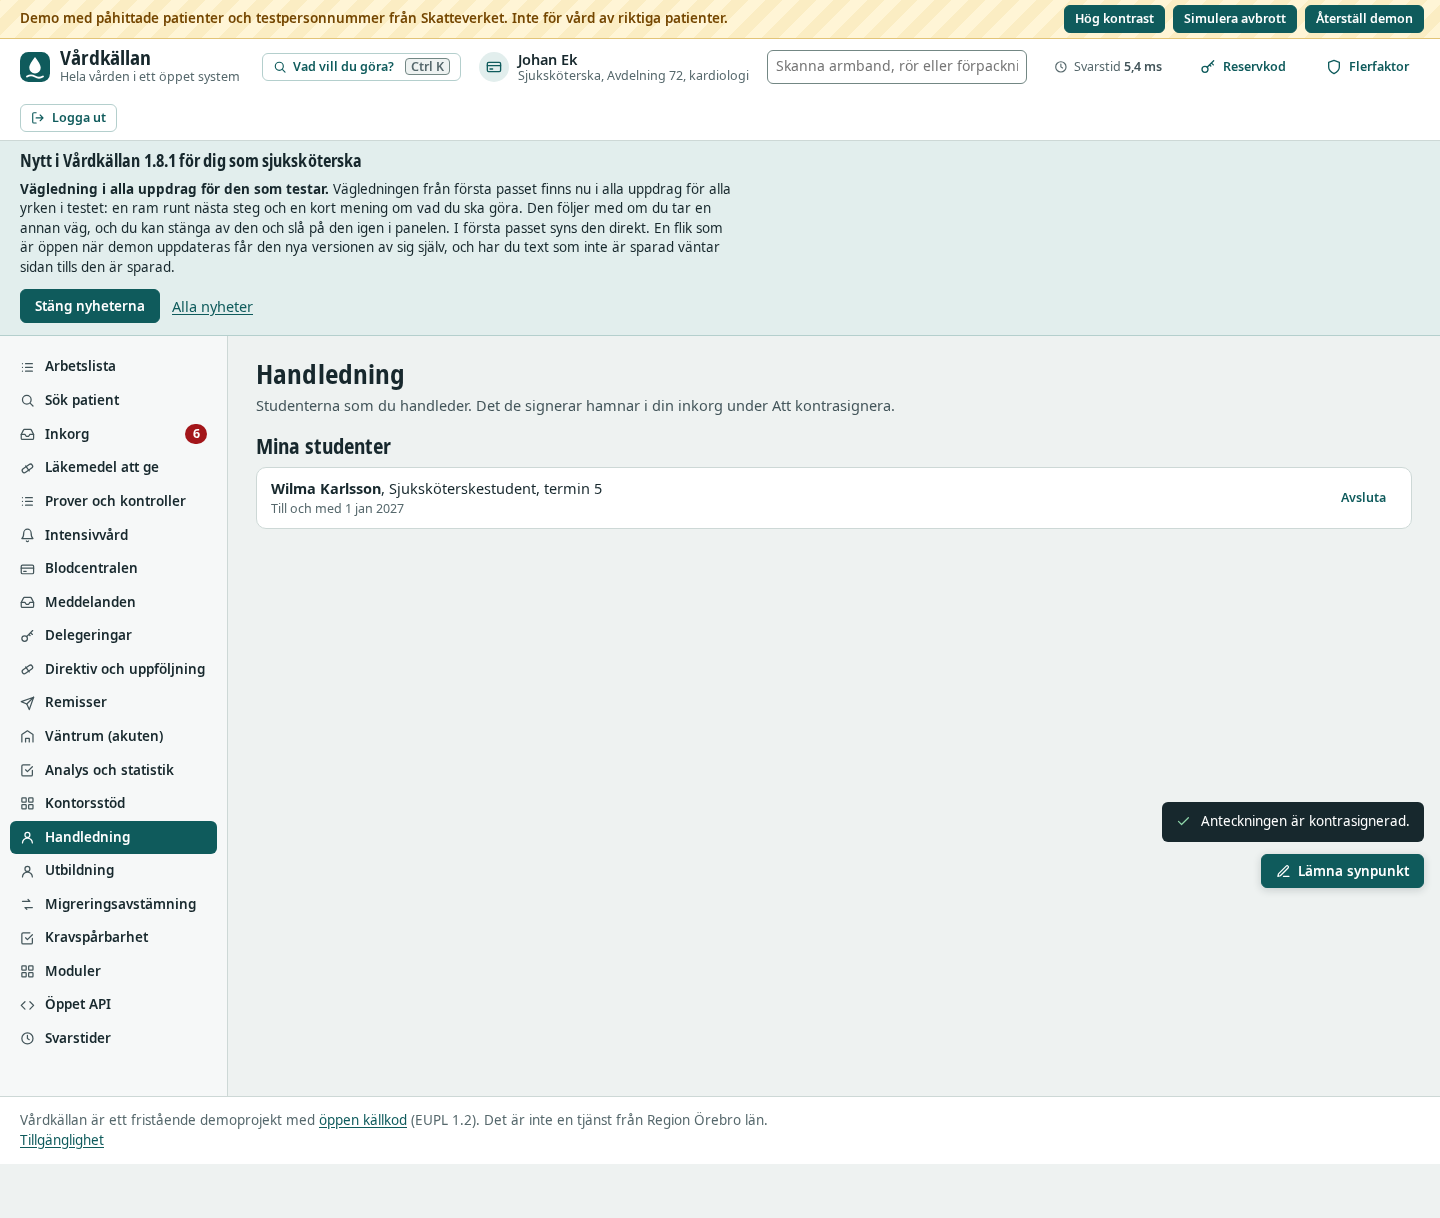 Demo med påhittade patienter och testpersonnummer från Skatteverket. Inte för vård av riktiga patienter.
Hög kontrast
Simulera avbrott
Återställ demon
Vårdkällan
Hela vården i ett öppet system
Vad vill du göra? Ctrl K
Johan Ek
Sjuksköterska, Avdelning 72, kardiologi
Skanna armband, rör eller förpackni
Svarstid 5,4 ms
Reservkod
Flerfaktor
Logga ut
Nytt i Vårdkällan 1.8.1 för dig som sjuksköterska
Vägledning i alla uppdrag för den som testar. Vägledningen från första passet finns nu i alla uppdrag för alla
yrken i testet: en ram runt nästa steg och en kort mening om vad du ska göra. Den följer med om du tar en
annan väg, och du kan stänga av den och slå på den igen i panelen. I första passet syns den direkt. En flik som
är öppen när demon uppdateras får den nya versionen av sig själv, och har du text som inte är sparad väntar
sidan tills den är sparad.
Stäng nyheterna
Alla nyheter
Arbetslista
Sök patient
Inkorg 6
Läkemedel att ge
Prover och kontroller
Intensivvård
Blodcentralen
Meddelanden
Delegeringar
Direktiv och uppföljning
Remisser
Väntrum (akuten)
Analys och statistik
Kontorsstöd
Handledning
Utbildning
Migreringsavstämning
Kravspårbarhet
Moduler
Öppet API
Svarstider
Handledning
Studenterna som du handleder. Det de signerar hamnar i din inkorg under Att kontrasignera.
Mina studenter
Wilma Karlsson, Sjuksköterskestudent, termin 5
Till och med 1 jan 2027
Avsluta
Anteckningen är kontrasignerad.
Lämna synpunkt
Vårdkällan är ett fristående demoprojekt med öppen källkod (EUPL 1.2). Det är inte en tjänst från Region Örebro län.
Tillgänglighet